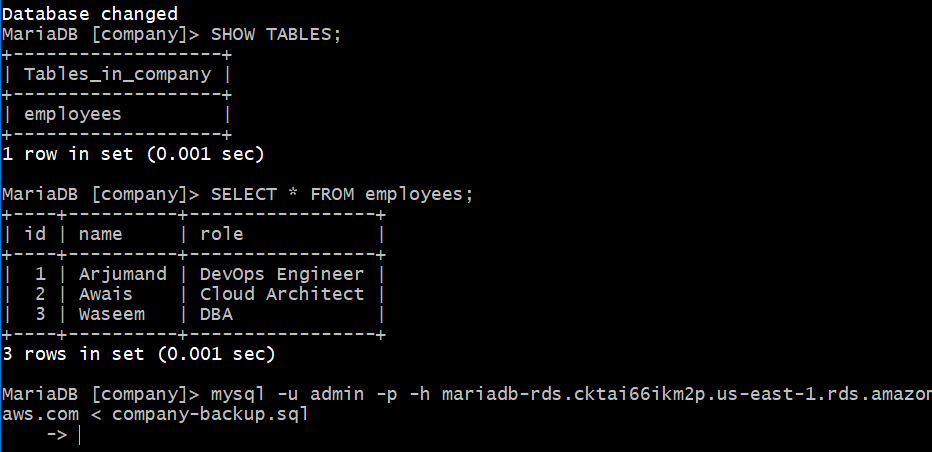 Database changed
MariaDB [company]> SHOW TABLES;
+-------------------+
| Tables_in_company |
+-------------------+
| employees         |
+-------------------+
1 row in set (0.001 sec)
MariaDB [company]> SELECT * FROM employees;
+----+----------+-----------------+
| id | name     | role            |
+----+----------+-----------------+
|  1 | Arjumand | DevOps Engineer |
|  2 | Awais    | Cloud Architect |
|  3 | Waseem   | DBA             |
+----+----------+-----------------+
3 rows in set (0.001 sec)
MariaDB [company]> mysql -u admin -p -h mariadb-rds.cktai66ikm2p.us-east-1.rds.amazon
aws.com < company-backup.sql
    ->